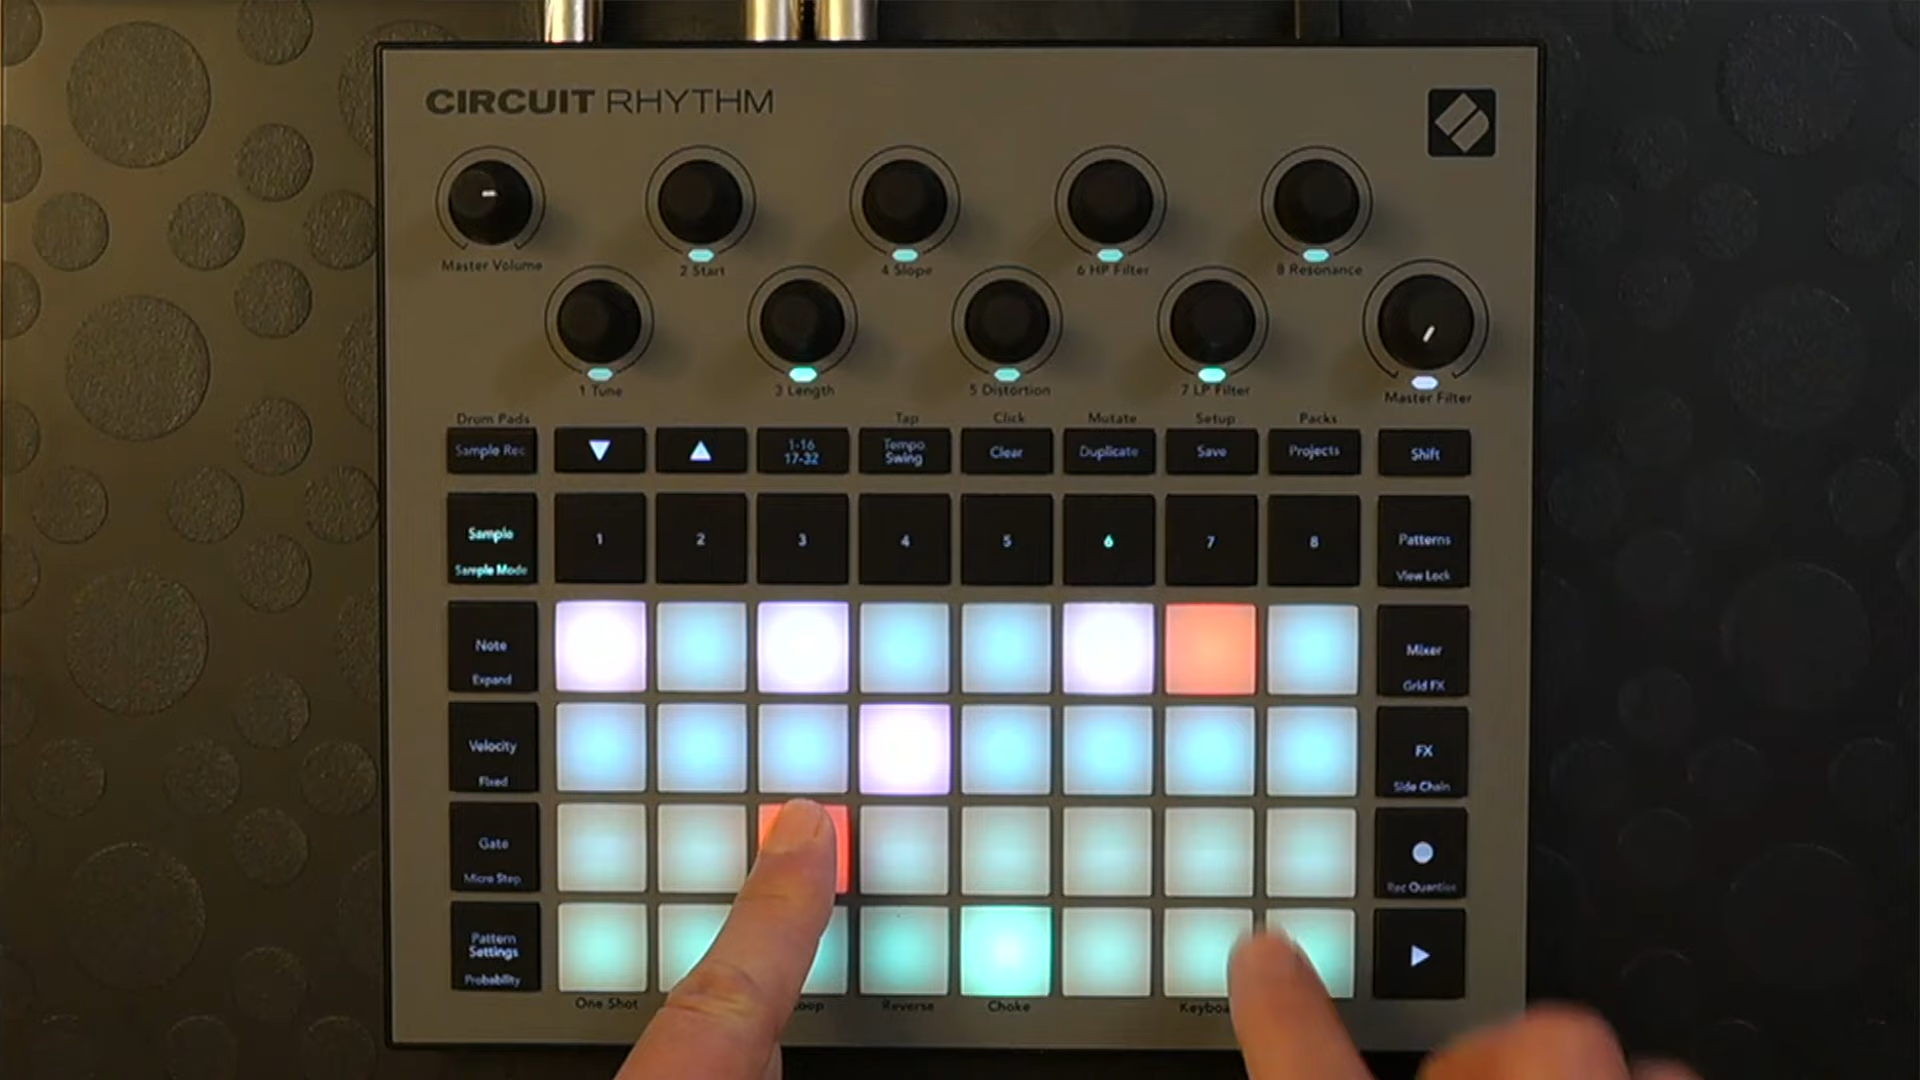 CIRCUIT RHYTHM
Master Volume
2 Start
4 Slope
6 HP Filter
8 Resonance
1 Tune
3 Length
5 Distortion
7 LP Filter
Master Filter
Drum Pads
Tap
Click
Mutate
Setup
Packs
Sample Rec
1-16
17-32
Tempo
Swing
Clear
Duplicate
Save
Projects
Shift
Sample
Sample Mode
1
2
3
4
5
6
7
8
Patterns
View Lock
Note
Expand
Mixer
Grid FX
Velocity
Fixed
FX
Side Chain
Gate
Micro Step
Rec Quantise
Pattern
Settings
Probability
One Shot
Reverse
Choke